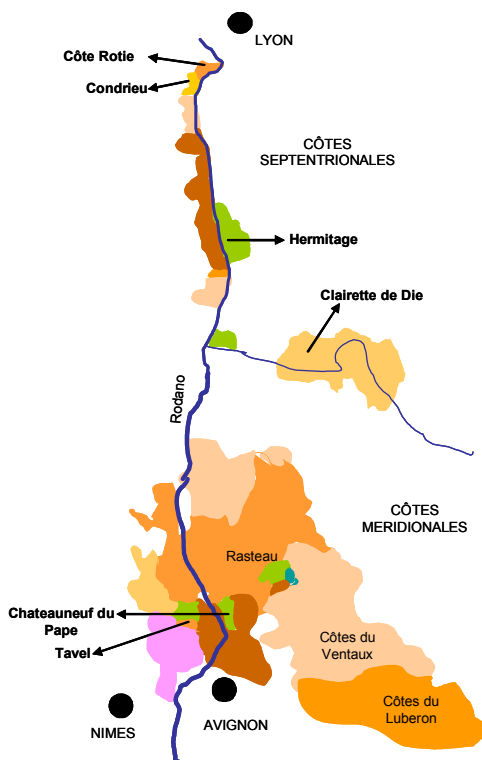 LYON
Côte Rotie
Condrieu
CÔTES
SEPTENTRIONALES
Hermitage
Clairette de Die
Rodano
CÔTES
MERIDIONALES
Rasteau
Chateauneuf du
Pape
Tavel
Côtes du
Ventaux
Côtes du
Luberon
NIMES
AVIGNON